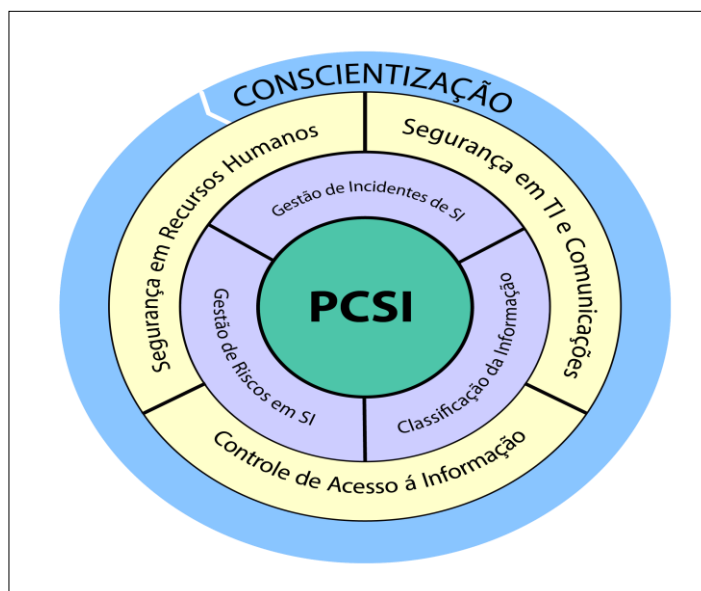 CONSCIENTIZAÇÃO
Segurança em Recursos Humanos
Segurança em TI e Comunicações
Gestão de Incidentes de SI
PCSI
Gestão de Riscos em SI
Classificação da Informação
Controle de Acesso á Informação